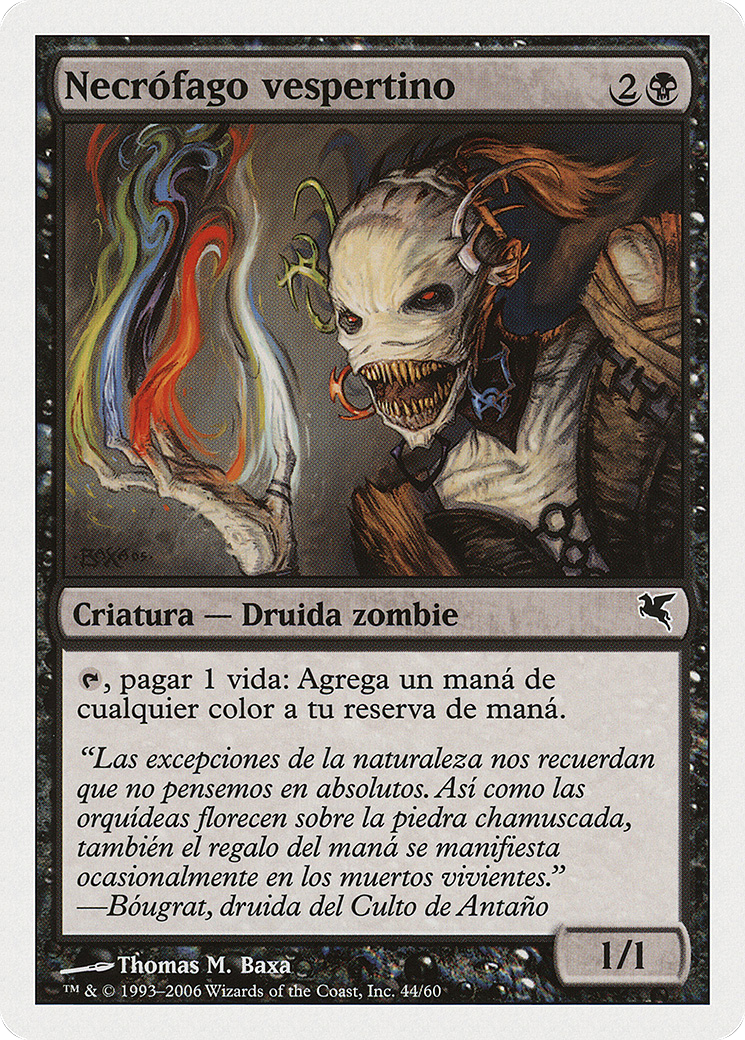 Necrófago vespertino
2
BAXA 05
Criatura — Druida zombie
, pagar 1 vida: Agrega un maná de
cualquier color a tu reserva de maná.
“Las excepciones de la naturaleza nos recuerdan
que no pensemos en absolutos. Así como las
orquídeas florecen sobre la piedra chamuscada,
también el regalo del maná se manifiesta
ocasionalmente en los muertos vivientes.”
—Bóugrat, druida del Culto de Antaño
1/1
Thomas M. Baxa
™ & © 1993–2006 Wizards of the Coast, Inc. 44/60